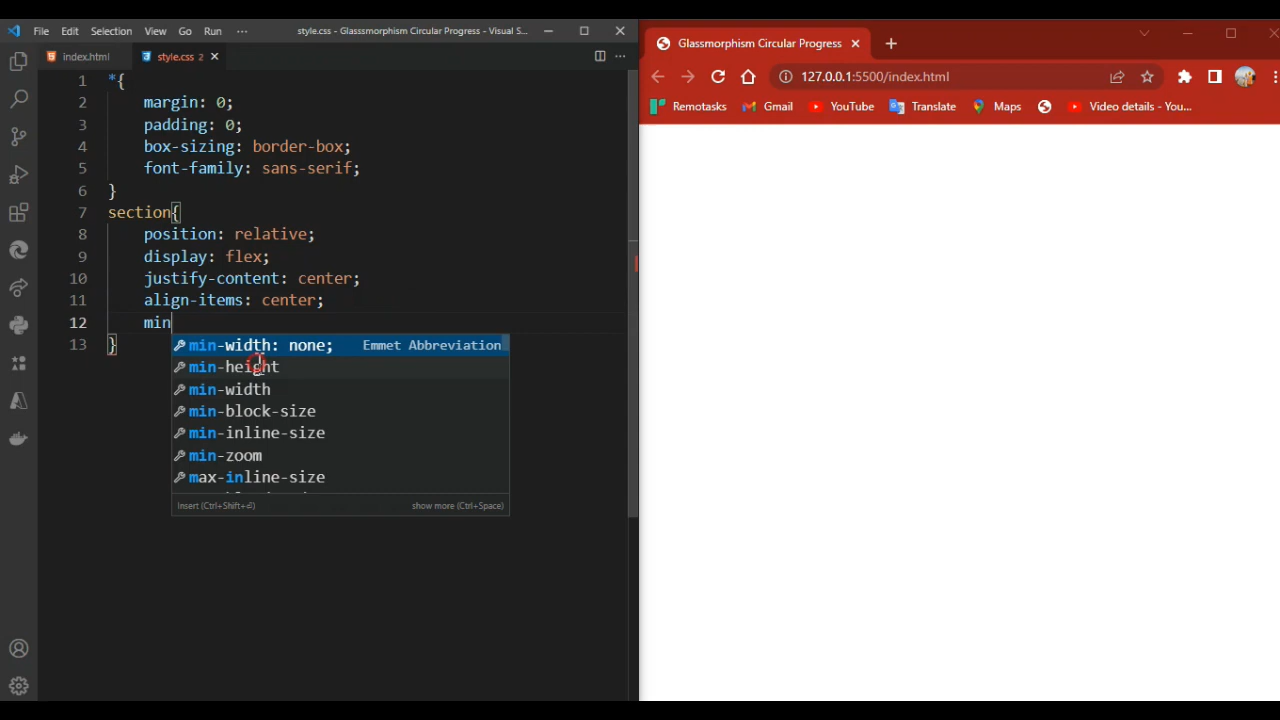 File Edit Selection View Go Run ··· style.css - Glasssmorphism Circular Progress - Visual S...
index.html style.css 2
1 *{
2 margin: 0;
3 padding: 0;
4 box-sizing: border-box;
5 font-family: sans-serif;
6 }
7 section{
8 position: relative;
9 display: flex;
10 justify-content: center;
11 align-items: center;
12 min
13 }
min-width: none; Emmet Abbreviation
min-height
min-width
min-block-size
min-inline-size
min-zoom
max-inline-size
Insert (Ctrl+Shift+⏎) show more (Ctrl+Space)
Glassmorphism Circular Progress
127.0.0.1:5500/index.html
Remotasks Gmail YouTube Translate Maps Video details - You...